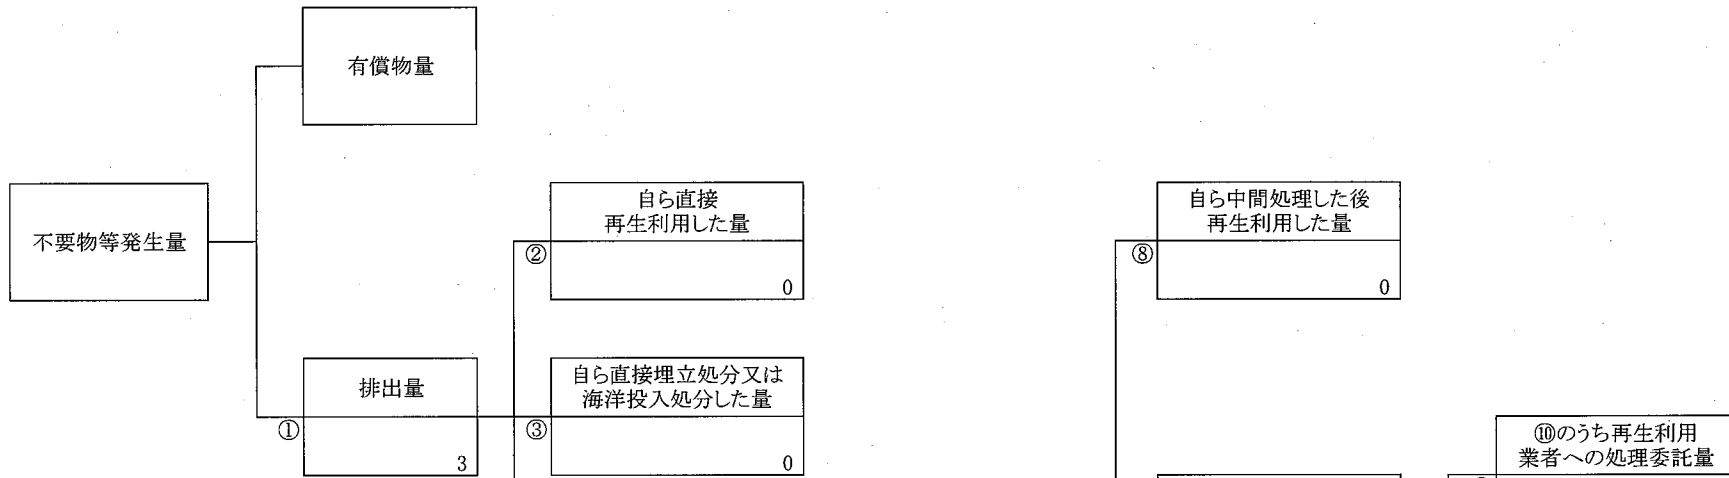 有償物量
不要物等発生量
自ら直接
再生利用した量
②
0
自ら中間処理した後
再生利用した量
⑧
0
排出量
①
3
自ら直接埋立処分又は
海洋投入処分した量
③
0
⑩のうち再生利用
業者への処理委託量